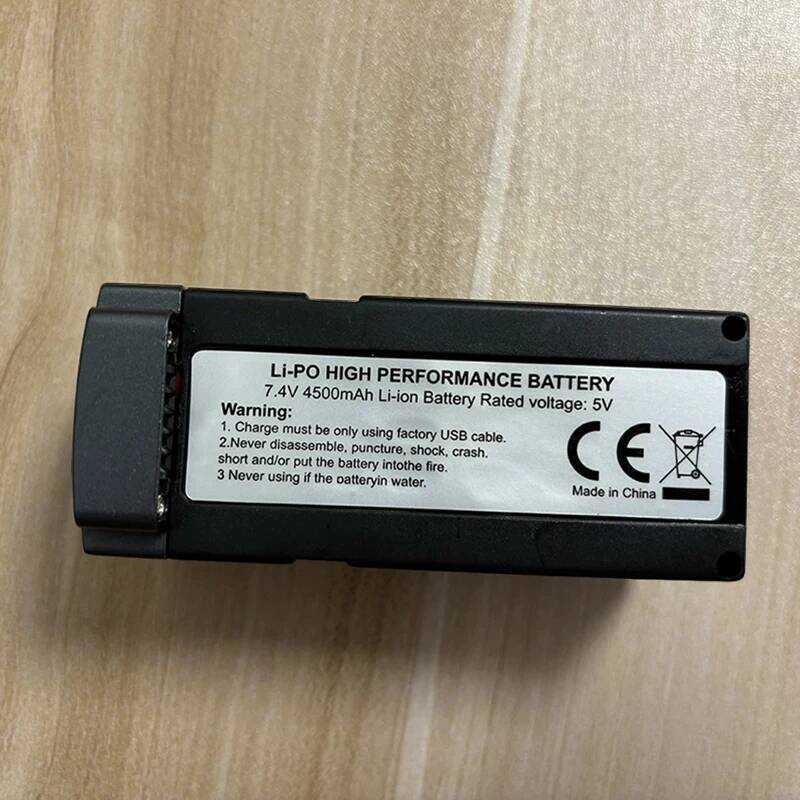 Li-PO HIGH PERFORMANCE BATTERY
7.4V 4500mAh Li-ion Battery Rated voltage: 5V
Warning:
1. Charge must be only using factory USB cable.
2.Never disassemble, puncture, shock, crash.
short and/or put the battery intothe fire.
3 Never using if the oatteryin water.
CE
Made in China